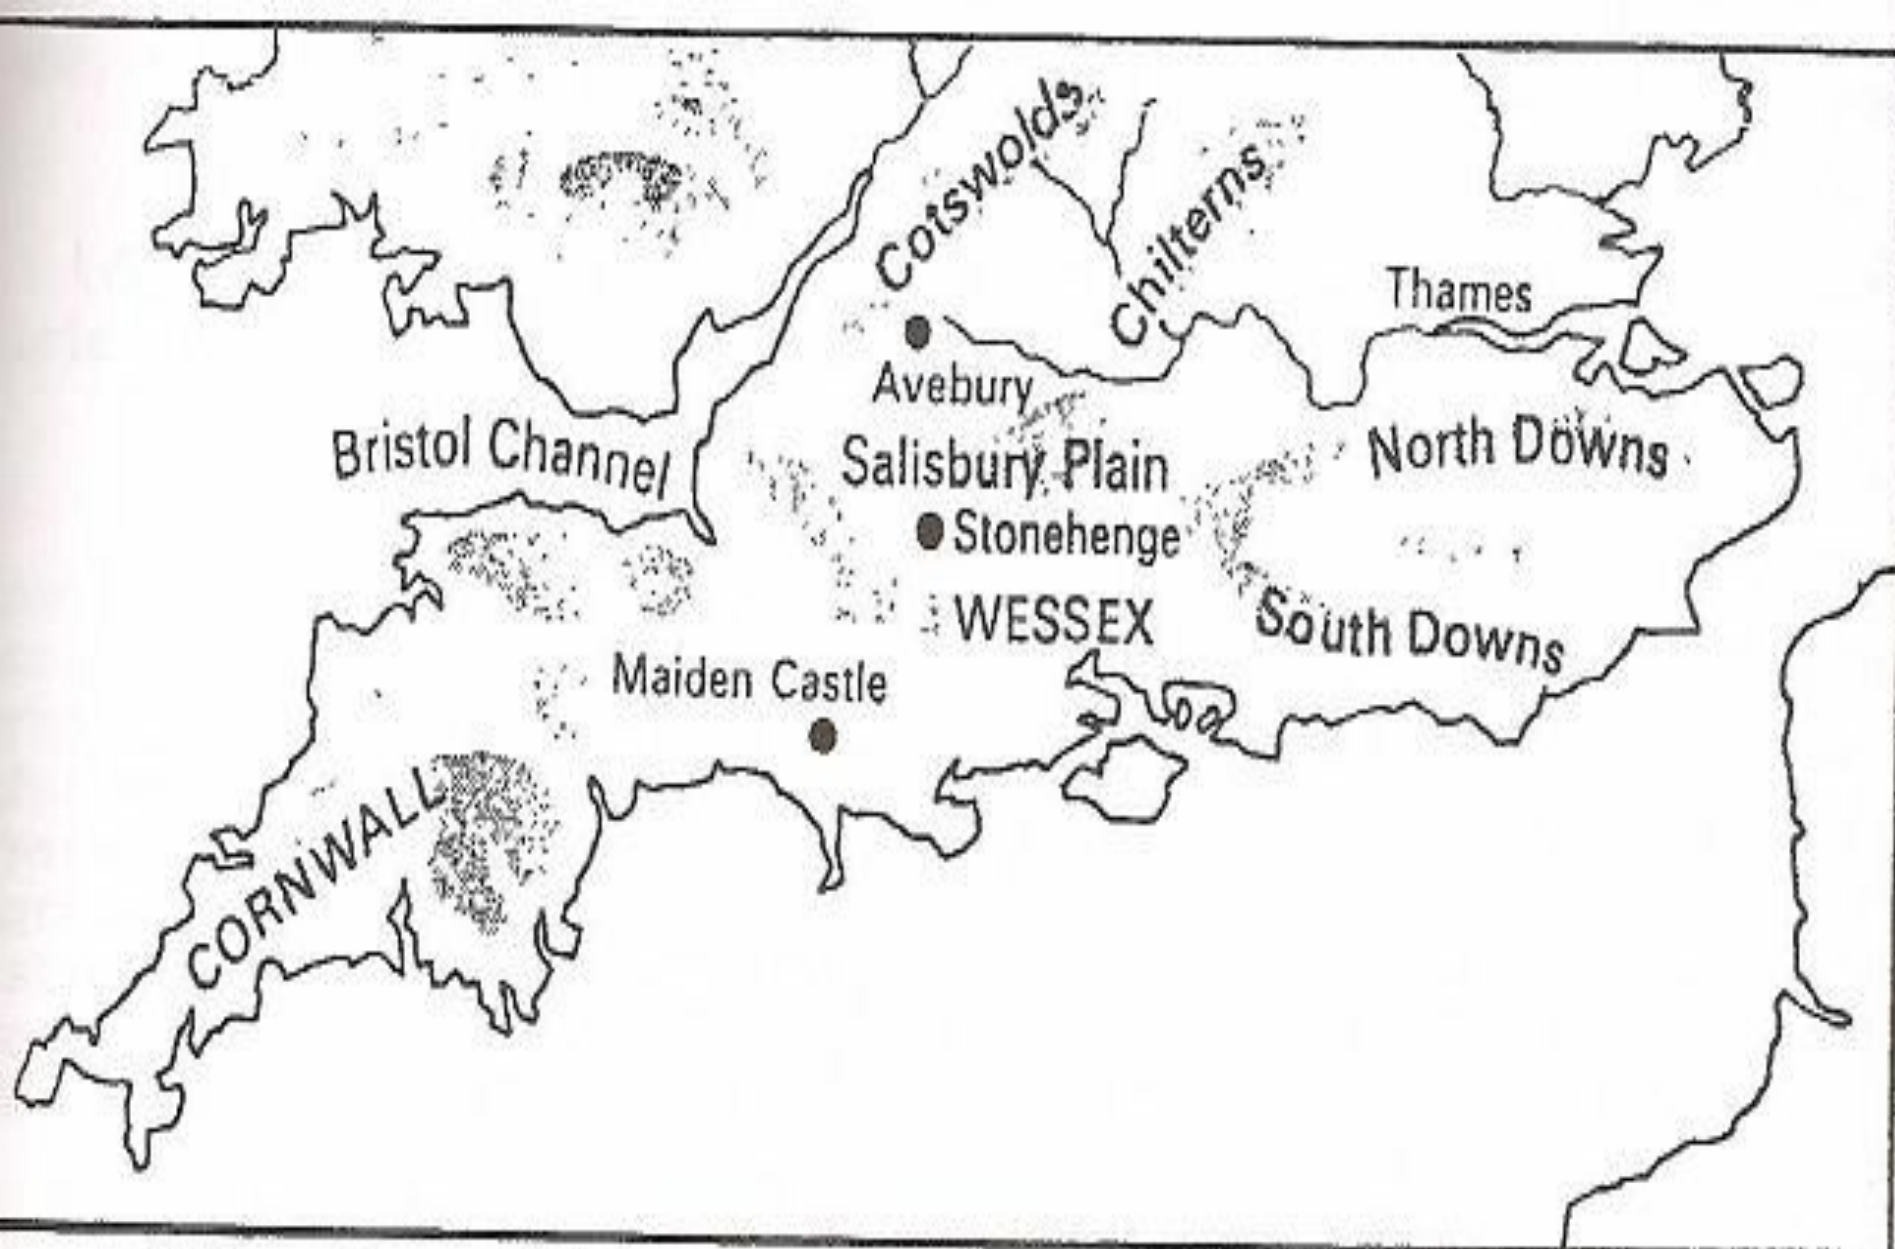 Cotswolds
Chilterns
Thames
Avebury
Bristol Channel
Salisbury Plain
North Downs
Stonehenge
WESSEX
South Downs
Maiden Castle
CORNWALL